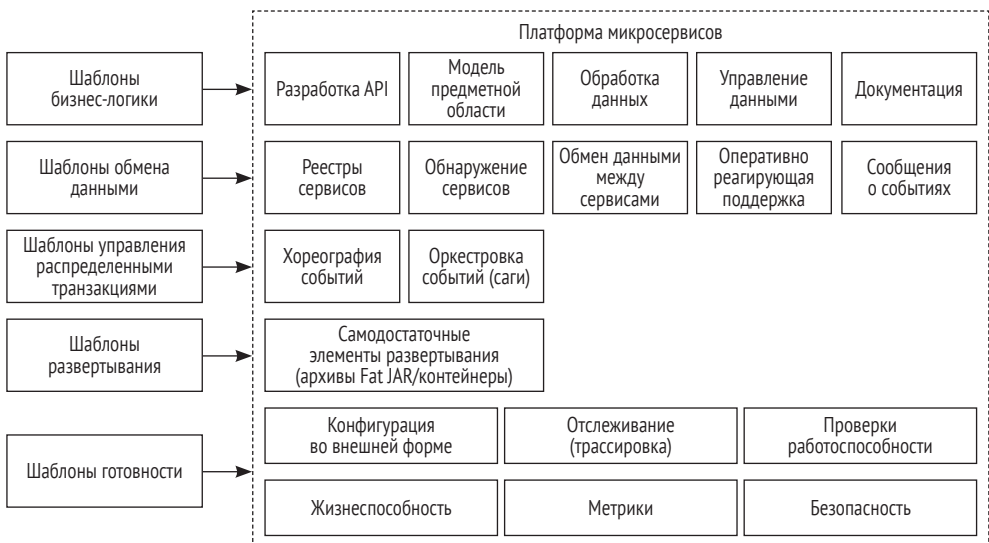 Платформа микросервисов
Шаблоны
бизнес-логики
Разработка API
Модель
предметной
области
Обработка
данных
Управление
данными
Документация
Шаблоны обмена
данными
Реестры
сервисов
Обнаружение
сервисов
Обмен данными
между
сервисами
Оперативно
реагирующая
поддержка
Сообщения
о событиях
Шаблоны управления
распределенными
транзакциями
Хореография
событий
Оркестровка
событий (саги)
Шаблоны
развертывания
Самодостаточные
элементы развертывания
(архивы Fat JAR/контейнеры)
Шаблоны готовности
Конфигурация
во внешней форме
Отслеживание
(трассировка)
Проверки
работоспособности
Жизнеспособность
Метрики
Безопасность